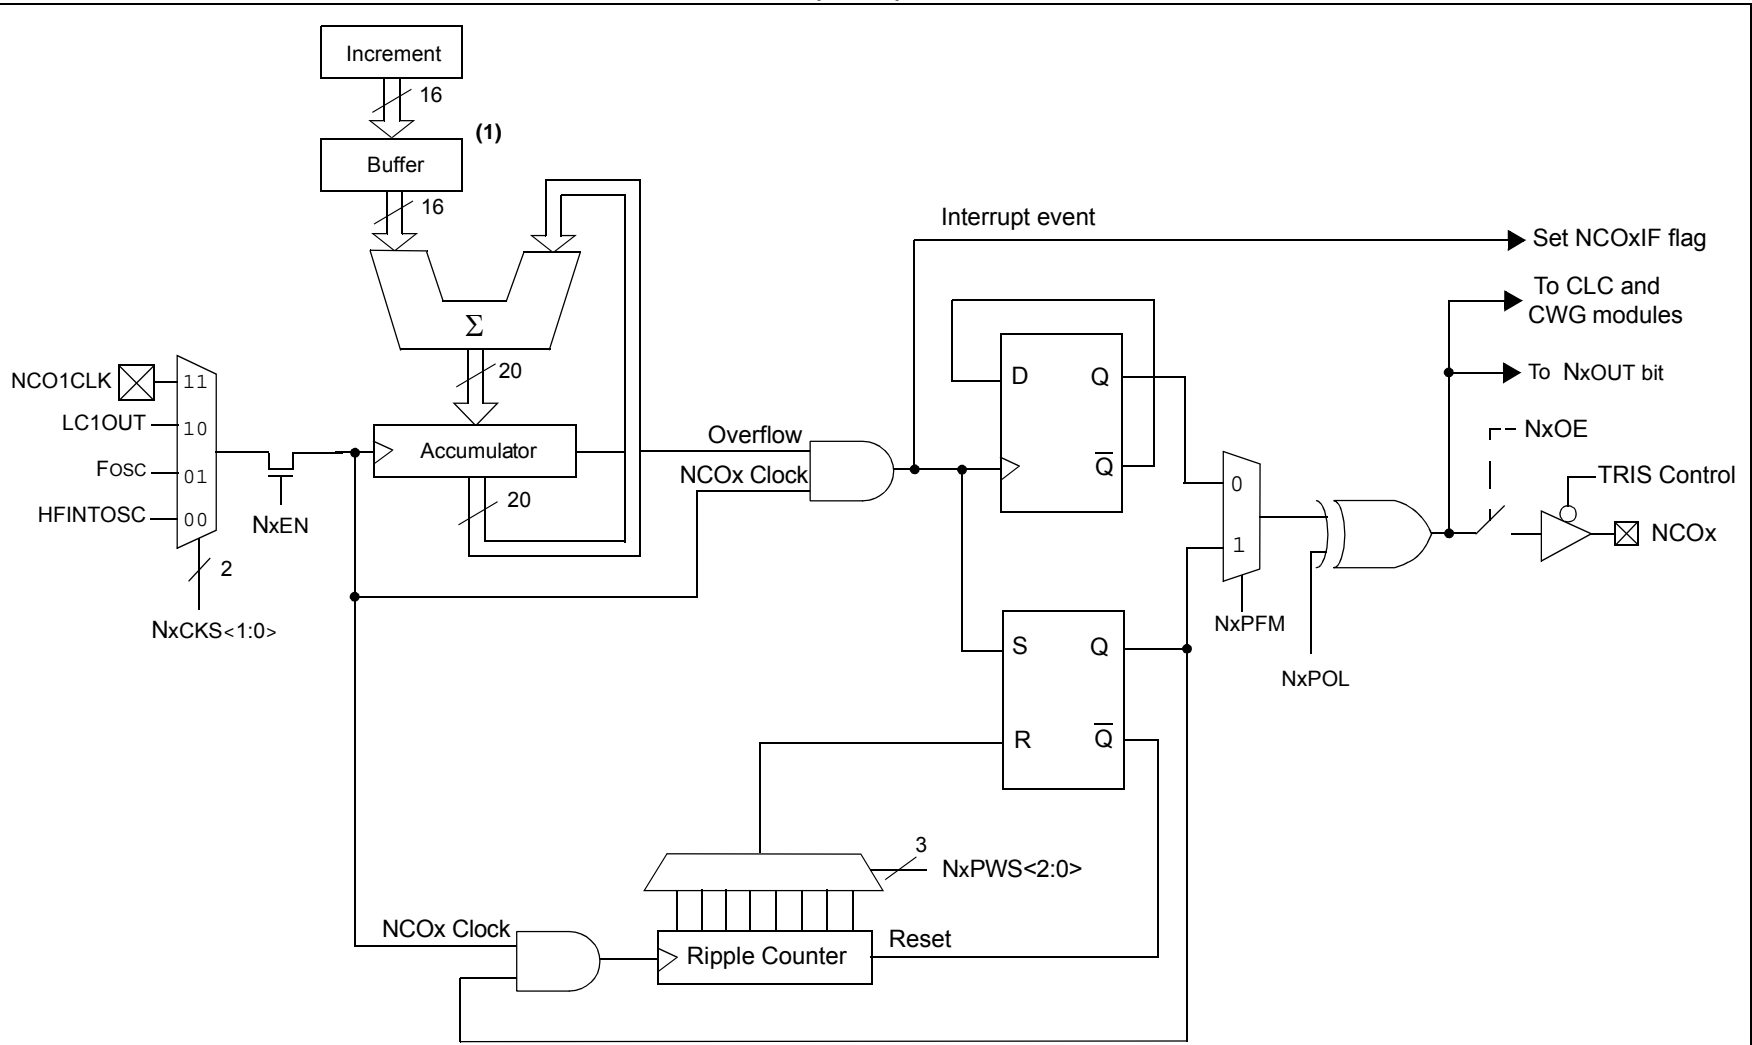 Increment
16
(1)
Buffer
16
Interrupt event
Set NCOxIF flag
To CLC and
CWG modules
Σ
D
Q
Q
20
To NxOUT bit
NCO1CLK
11
LC1OUT
10
FOSC
01
HFINTOSC
00
NxEN
2
NxCKS<1:0>
Accumulator
20
Overflow
NCOx Clock
NxOE
TRIS Control
0
1
NCOx
NxPFM
NxPOL
S
Q
R
Q
3
NxPWS<2:0>
NCOx Clock
Ripple Counter
Reset